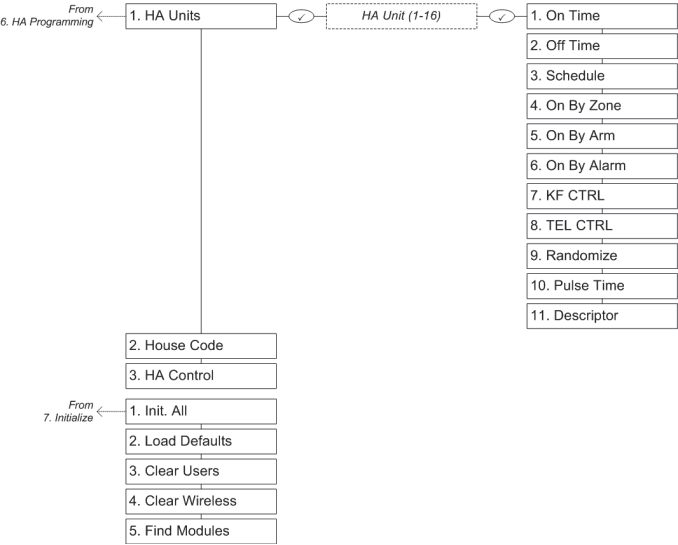 From
6. HA Programming
1. HA Units
HA Unit (1-16)
1. On Time
2. Off Time
3. Schedule
4. On By Zone
5. On By Arm
6. On By Alarm
7. KF CTRL
8. TEL CTRL
9. Randomize
10. Pulse Time
11. Descriptor
2. House Code
3. HA Control
From
7. Initialize
1. Init. All
2. Load Defaults
3. Clear Users
4. Clear Wireless
5. Find Modules